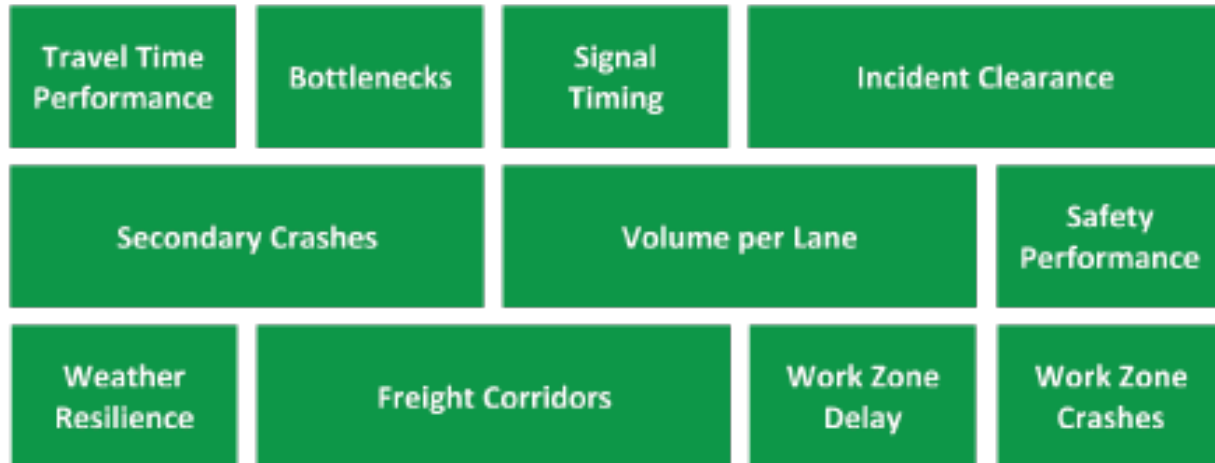 Travel Time
Performance
Bottlenecks
Signal
Timing
Incident Clearance
Secondary Crashes
Volume per Lane
Safety
Performance
Weather
Resilience
Freight Corridors
Work Zone
Delay
Work Zone
Crashes